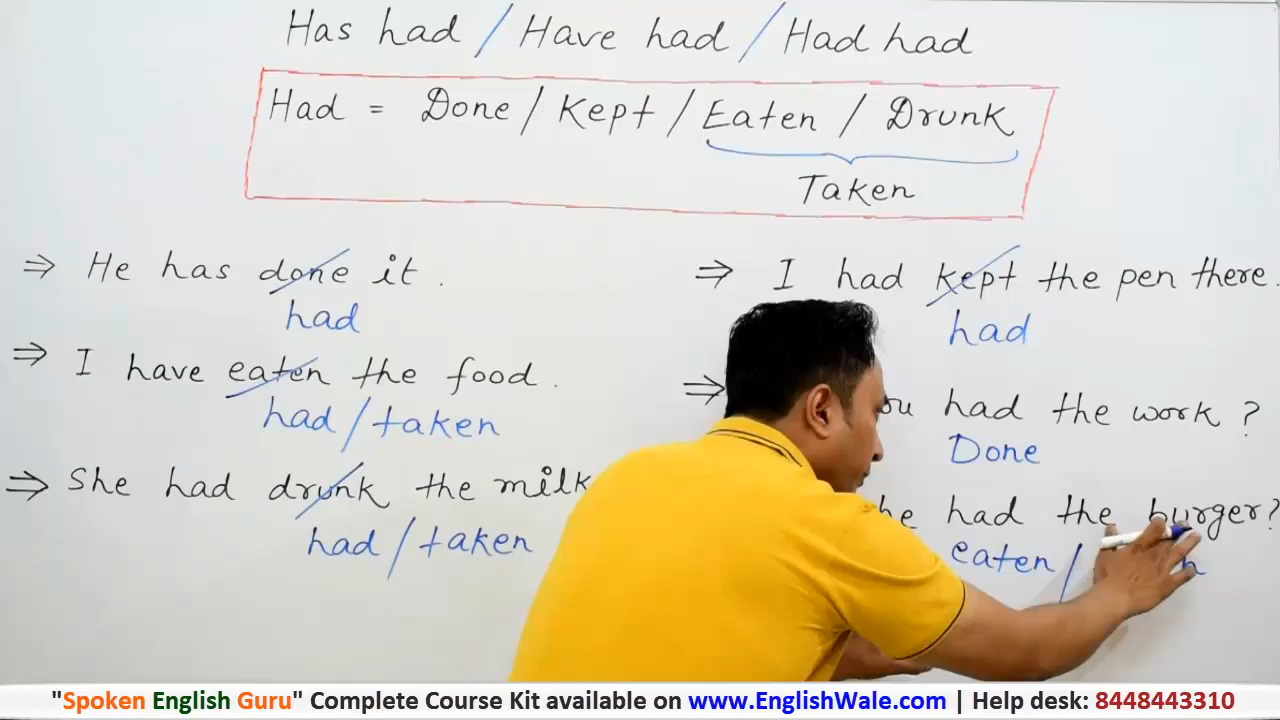 Has had / Have had / Had had
Had = Done / Kept / Eaten / Drunk
Taken
⇒ He has done it.
had
⇒ I have eaten the food.
had / taken
⇒ She had drunk the milk
had / taken
⇒ I had kept the pen there.
had
⇒ had the work ?
Done
had the burger?
eaten /
"Spoken English Guru" Complete Course Kit available on www.EnglishWale.com | Help desk: 8448443310